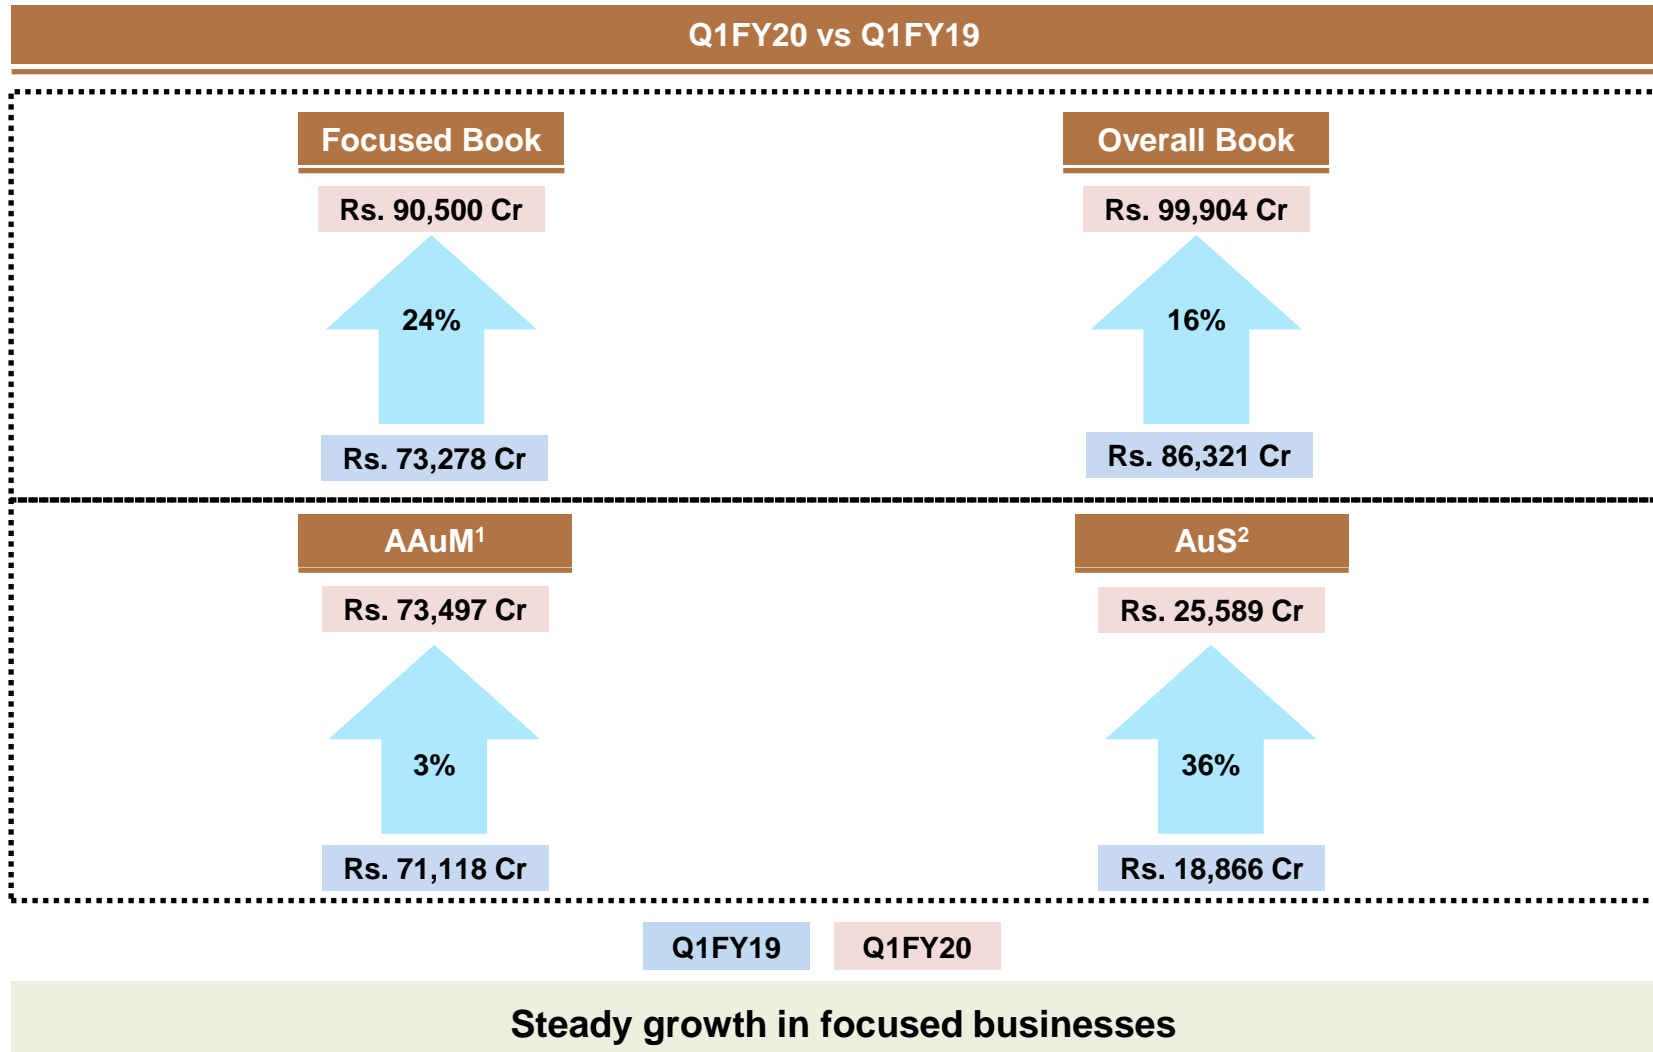 Q1FY20 vs Q1FY19
Focused Book
Rs. 90,500 Cr
24%
Rs. 73,278 Cr
Overall Book
Rs. 99,904 Cr
16%
Rs. 86,321 Cr
AAuM¹
Rs. 73,497 Cr
3%
Rs. 71,118 Cr
AuS²
Rs. 25,589 Cr
36%
Rs. 18,866 Cr
Q1FY19
Q1FY20
Steady growth in focused businesses